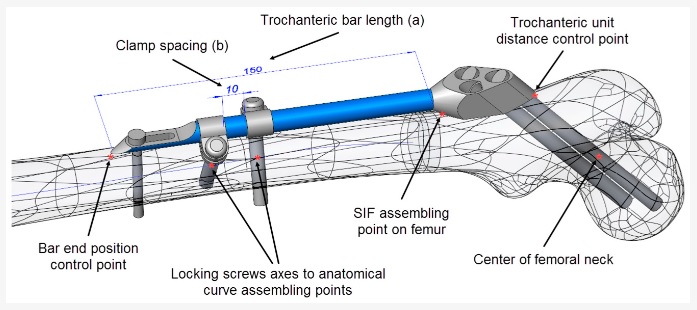 Trochanteric bar length (a)
Trochanteric unit
distance control point
Clamp spacing (b)
150
10
SIF assembling
point on femur
Bar end position
control point
Locking screws axes to anatomical
curve assembling points
Center of femoral neck